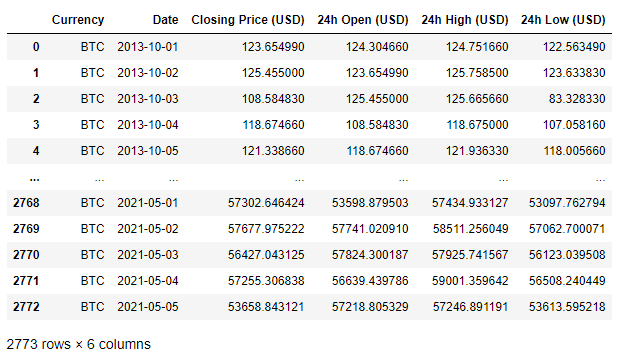 Currency Date Closing Price (USD) 24h Open (USD) 24h High (USD) 24h Low (USD)
0 BTC 2013-10-01 123.654990 124.304660 124.751660 122.563490
1 BTC 2013-10-02 125.455000 123.654990 125.758500 123.633830
2 BTC 2013-10-03 108.584830 125.455000 125.665660 83.328330
3 BTC 2013-10-04 118.674660 108.584830 118.675000 107.058160
4 BTC 2013-10-05 121.338660 118.674660 121.936330 118.005660
... ... ... ... ... ... ...
2768 BTC 2021-05-01 57302.646424 53598.879503 57434.933127 53097.762794
2769 BTC 2021-05-02 57677.975222 57741.020910 58511.256049 57062.700071
2770 BTC 2021-05-03 56427.043125 57824.300187 57925.741567 56123.039508
2771 BTC 2021-05-04 57255.306838 56639.439786 59001.359642 56508.240449
2772 BTC 2021-05-05 53658.843121 57218.805329 57246.891191 53613.595218
2773 rows × 6 columns